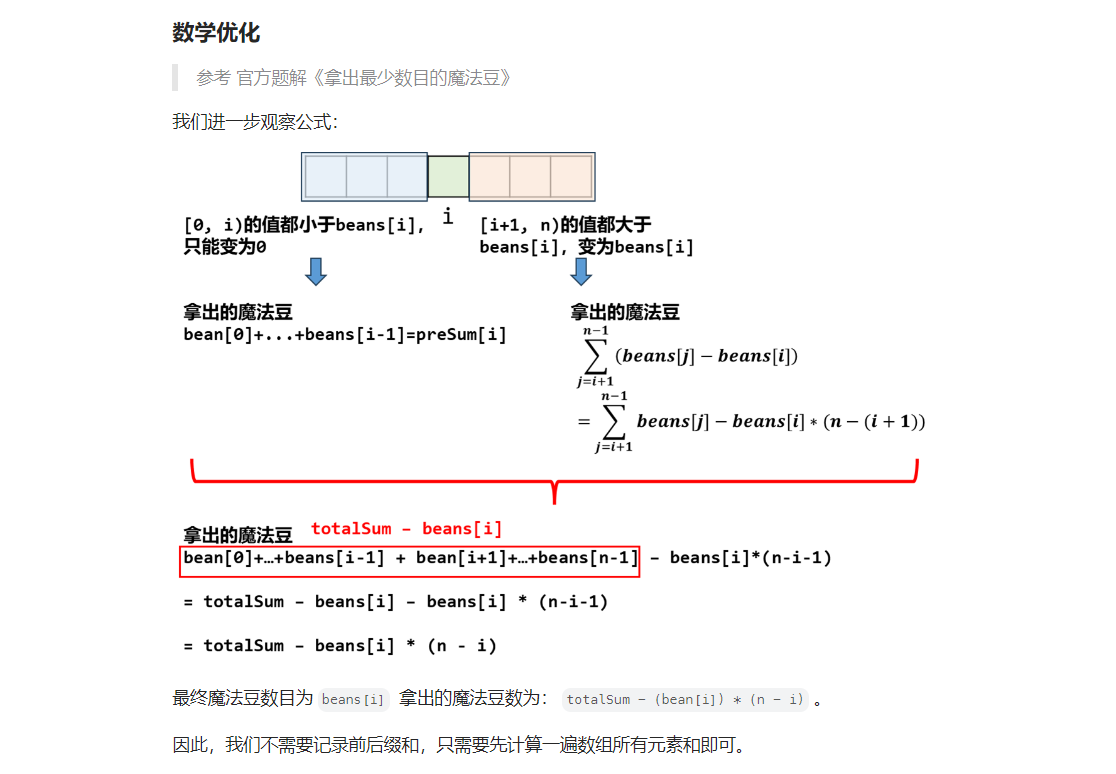 数学优化
参考 官方题解《拿出最少数目的魔法豆》
我们进一步观察公式：
i
[0, i)的值都小于beans[i],
只能变为0
[i+1, n)的值都大于
beans[i], 变为beans[i]
拿出的魔法豆
bean[0]+...+beans[i-1]=preSum[i]
拿出的魔法豆
n−1
∑(beans[j] − beans[i])
j=i+1
n−1
= ∑ beans[j] − beans[i] ∗ (n − (i + 1))
j=i+1
拿出的魔法豆 totalSum – beans[i]
bean[0]+…+beans[i-1] + bean[i+1]+…+beans[n-1] – beans[i]*(n-i-1)
= totalSum – beans[i] – beans[i] * (n-i-1)
= totalSum – beans[i] * (n - i)
最终魔法豆数目为 beans[i] 拿出的魔法豆数为： totalSum − (bean[i]) * (n − i) 。
因此，我们不需要记录前后缀和，只需要先计算一遍数组所有元素和即可。